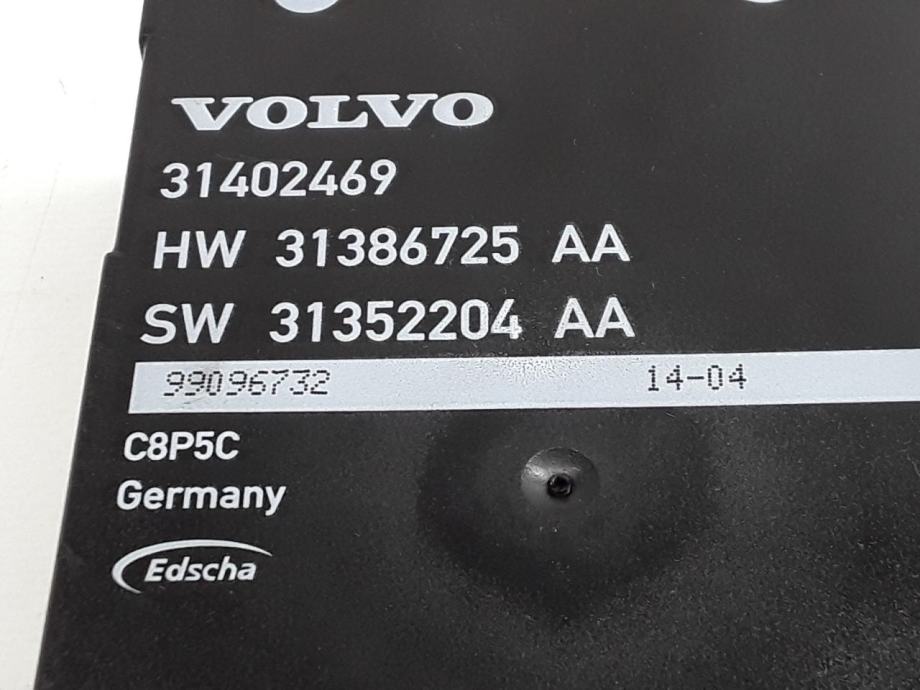 VOLVO
31402469
HW 31386725 AA
SW 31352204 AA
99096732 14-04
C8P5C
Germany
Edscha